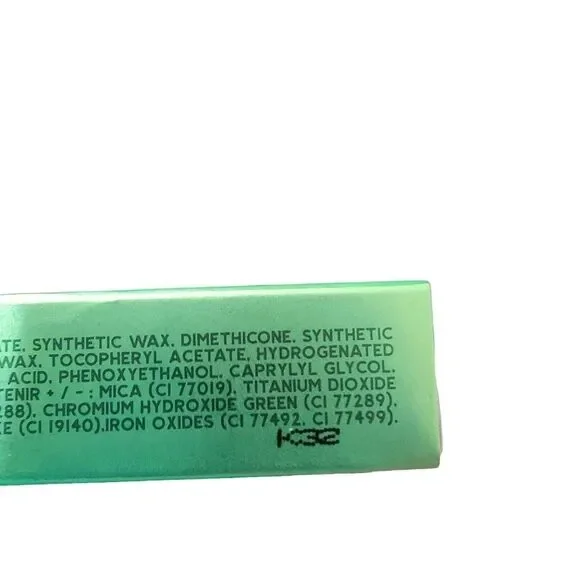 TE, SYNTHETIC WAX, DIMETHICONE, SYNTHETIC
WAX, TOCOPHERYL ACETATE, HYDROGENATED
ACID, PHENOXYETHANOL, CAPRYLYL GLYCOL.
TENIR + / - : MICA (CI 77019), TITANIUM DIOXIDE
288), CHROMIUM HYDROXIDE GREEN (CI 77289),
E (CI 19140).IRON OXIDES (CI 77492, CI 77499).
K32